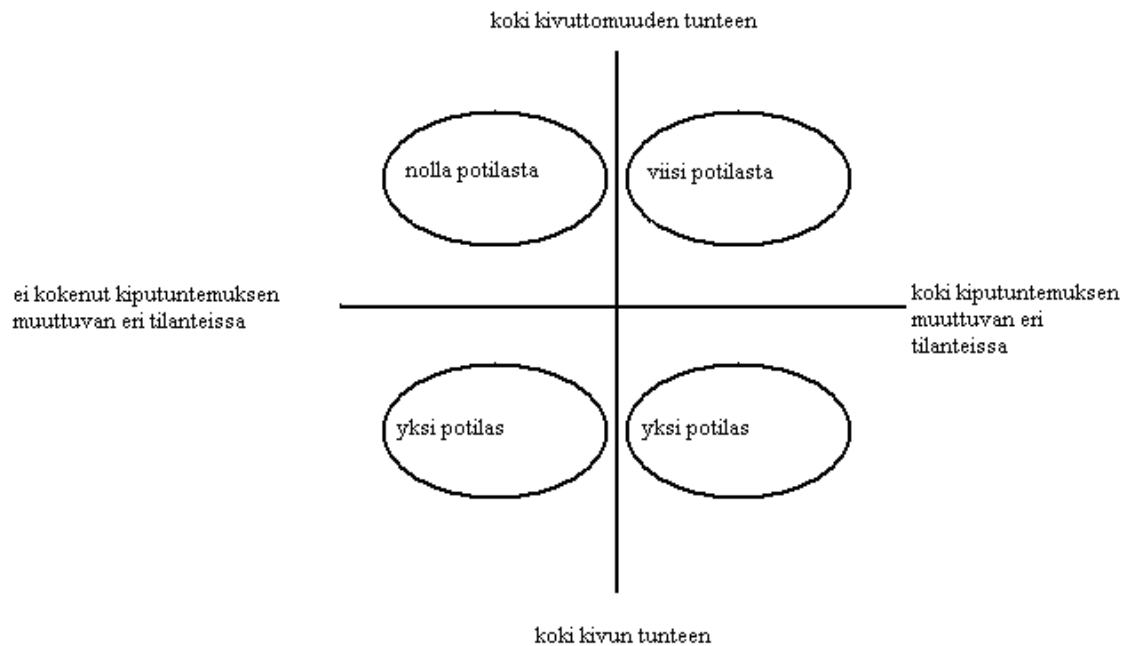 koki kivuttomuuden tunteen
nolla potilasta
viisi potilasta
ei kokenut kiputuntemuksen
muuttuvan eri tilanteissa
koki kiputuntemuksen
muuttuvan eri
tilanteissa
yksi potilas
yksi potilas
koki kivun tunteen